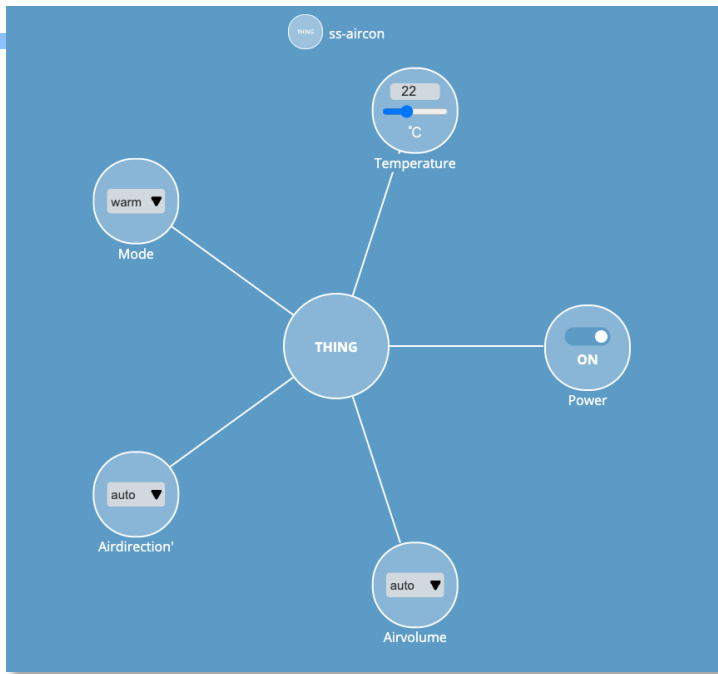 THING ss-aircon
22
°C
Temperature
warm
Mode
THING
ON
Power
auto
Airdirection'
auto
Airvolume